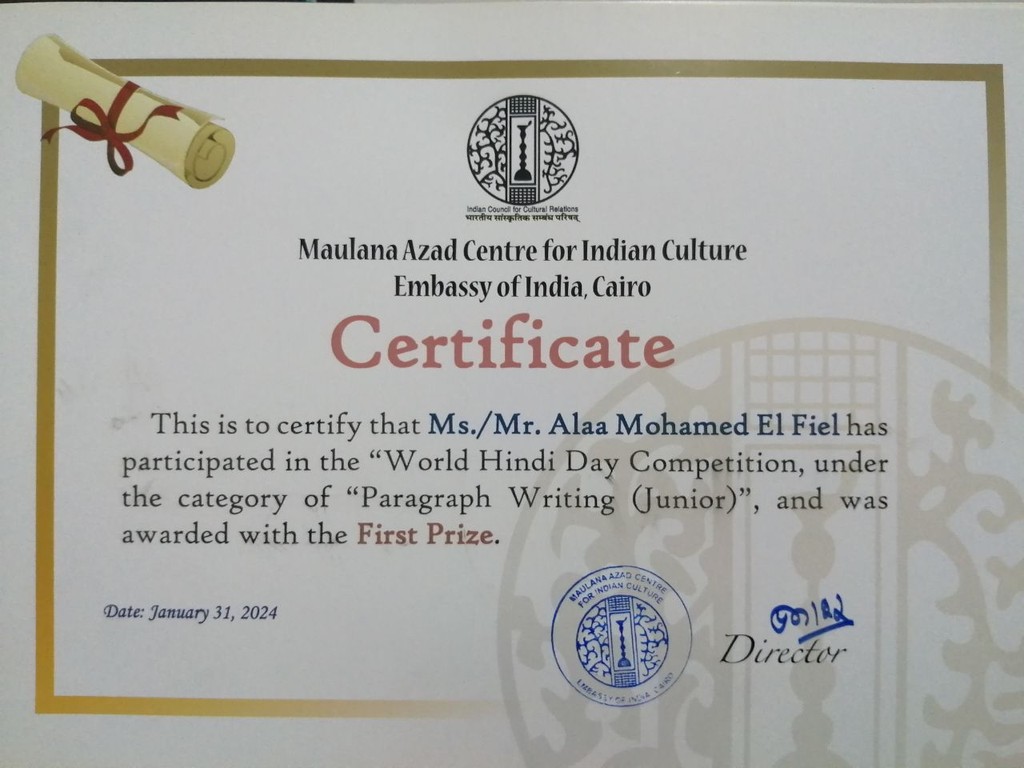 Indian Council for Cultural Relations
भारतीय सांस्कृतिक सम्बंध परिषद्
Maulana Azad Centre for Indian Culture
Embassy of India, Cairo
Certificate
This is to certify that Ms./Mr. Alaa Mohamed El Fiel has
participated in the “World Hindi Day Competition, under
the category of “Paragraph Writing (Junior)”, and was
awarded with the First Prize.
Date: January 31, 2024
MAULANA AZAD CENTRE
FOR INDIAN CULTURE
EMBASSY OF INDIA, CAIRO
Director